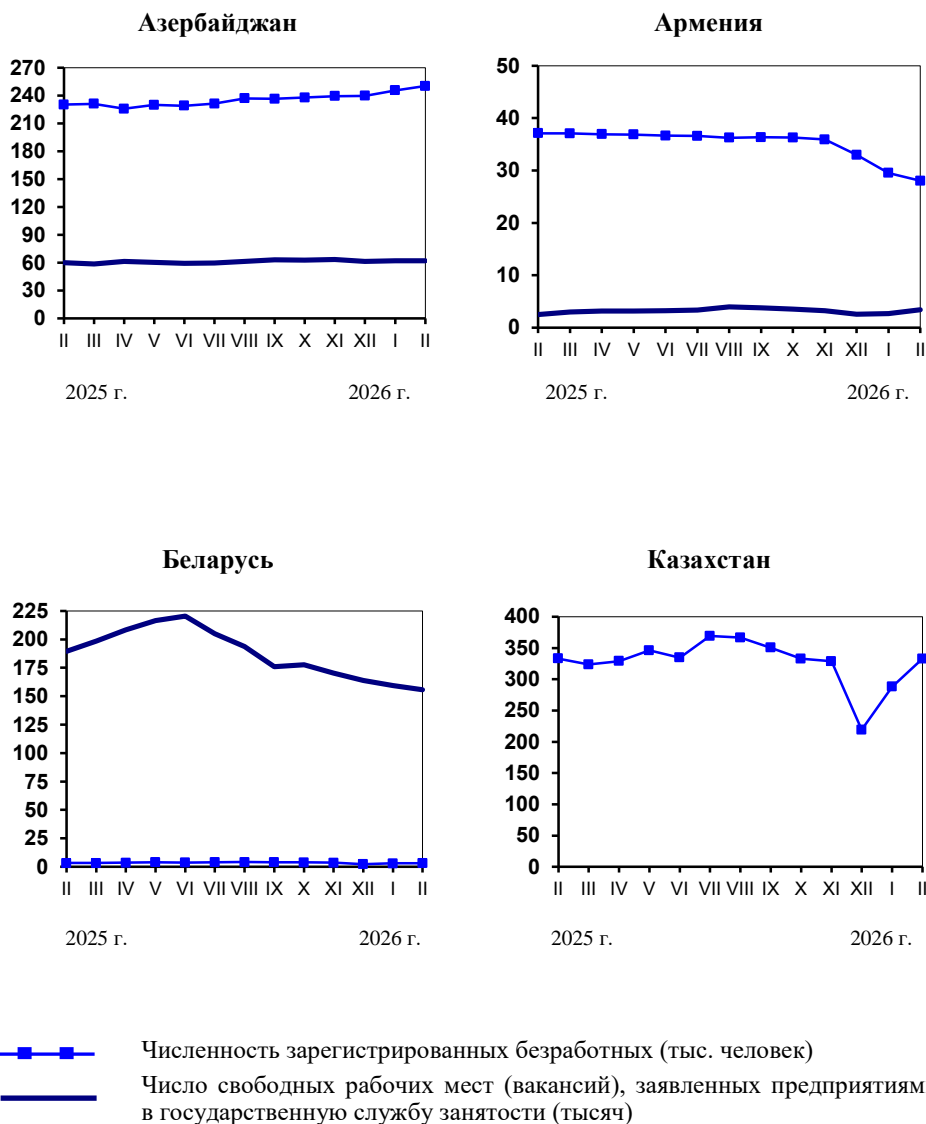 Азербайджан
270
240
210
180
150
120
90
60
30
0
II III IV V VI VII VIII IX X XI XII I II
2025 г. 2026 г.
Армения
50
40
30
20
10
0
II III IV V VI VII VIII IX X XI XII I II
2025 г. 2026 г.
Беларусь
225
200
175
150
125
100
75
50
25
0
II III IV V VI VII VIII IX X XI XII I II
2025 г. 2026 г.
Казахстан
400
350
300
250
200
150
100
50
0
II III IV V VI VII VIII IX X XI XII I II
2025 г. 2026 г.
Численность зарегистрированных безработных (тыс. человек)
Число свободных рабочих мест (вакансий), заявленных предприятиям
в государственную службу занятости (тысяч)